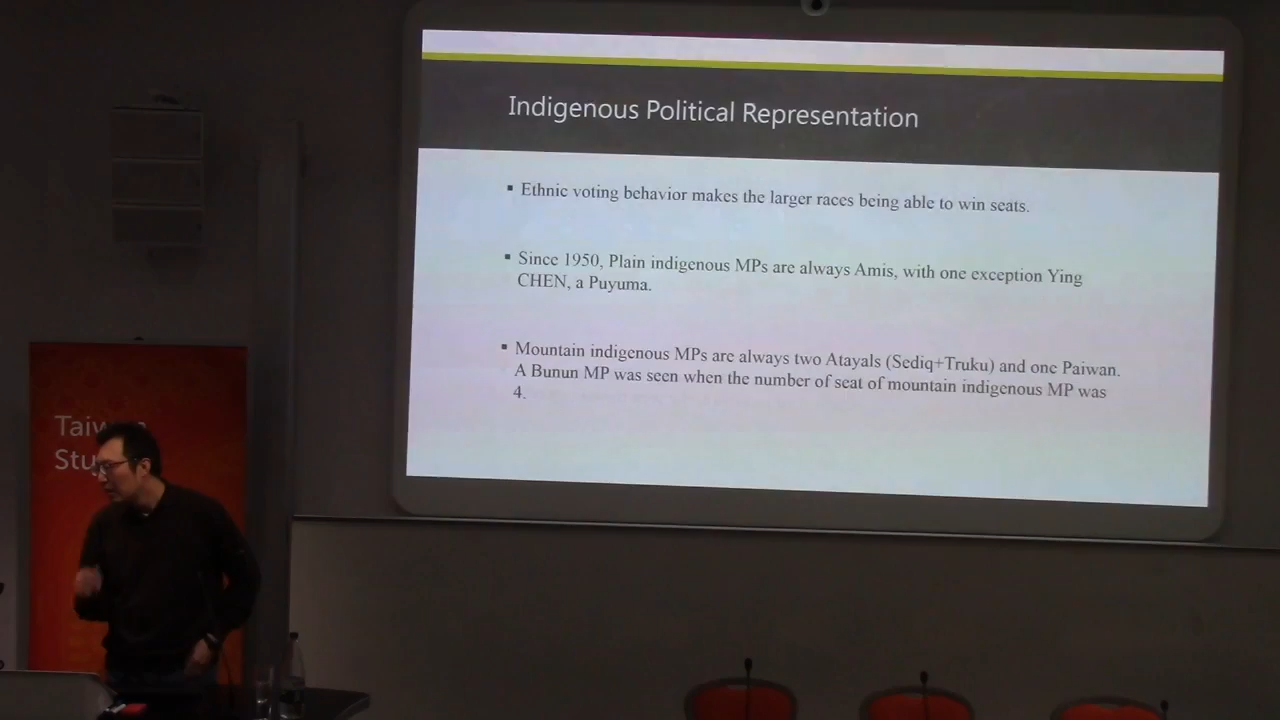 Indigenous Political Representation
▪ Ethnic voting behavior makes the larger races being able to win seats.
▪ Since 1950, Plain indigenous MPs are always Amis, with one exception Ying
CHEN, a Puyuma.
▪ Mountain indigenous MPs are always two Atayals (Sediq+Truku) and one Paiwan.
A Bunun MP was seen when the number of seat of mountain indigenous MP was
4.